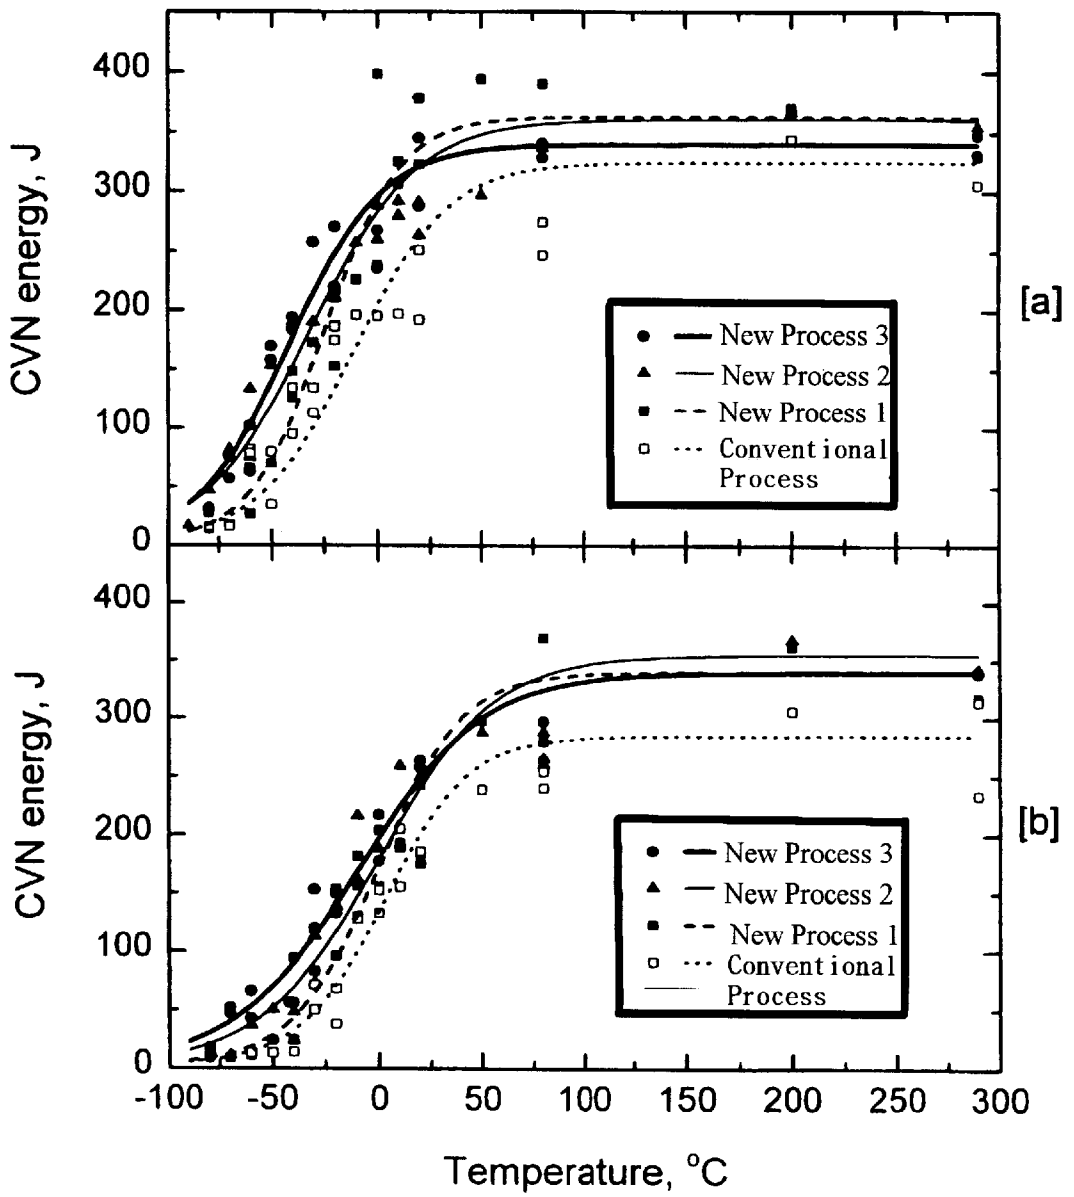 400
300
200
100
0
CVN energy, J
[a]
New Process 3
New Process 2
New Process 1
Conventional
Process
400
300
200
100
0
CVN energy, J
[b]
New Process 3
New Process 2
New Process 1
Conventional
Process
-100 -50 0 50 100 150 200 250 300
Temperature, °C